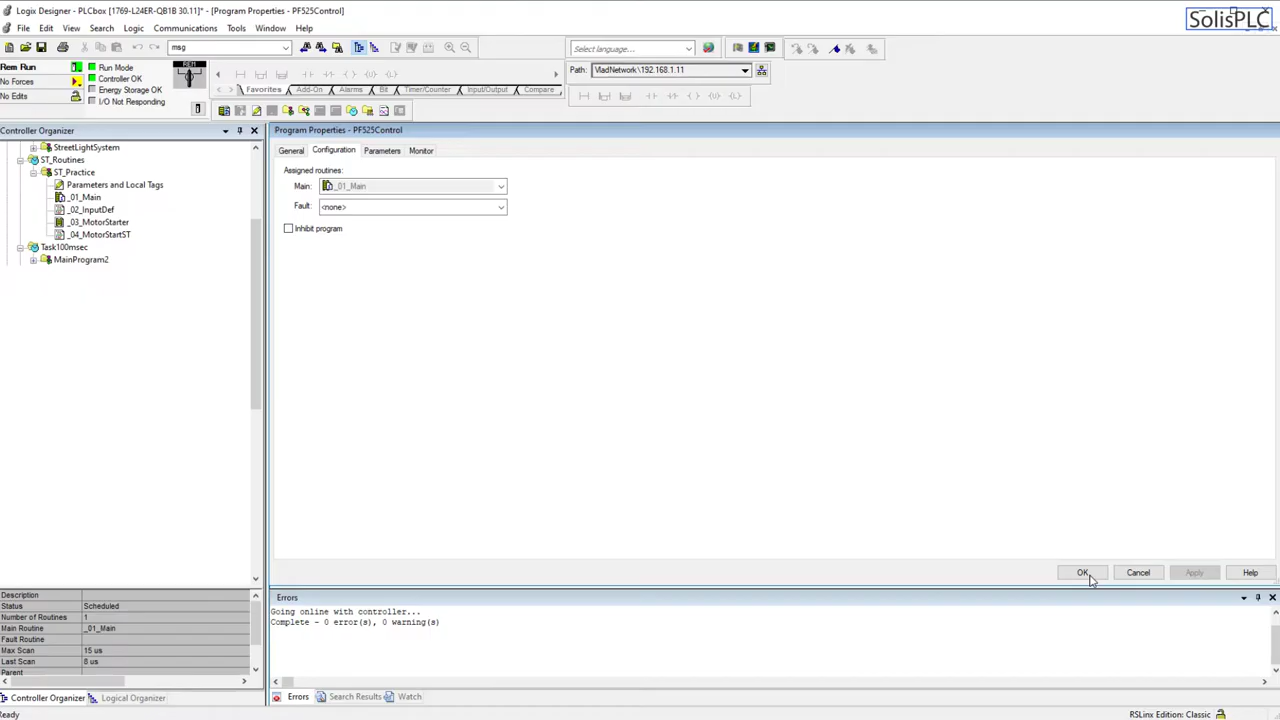 Logix Designer - PLCbox [1769-L24ER-QB1B 30.11]* - [Program Properties - PF525Control]
SolisPLC
File Edit View Search Logic Communications Tools Window Help
msg
Select language...
Rem Run
No Forces
No Edits
Run Mode
Controller OK
Energy Storage OK
I/O Not Responding
REM
Path: VladNetwork\192.168.1.11
Favorites Add-On Alarms Bit Timer/Counter Input/Output Compare
Controller Organizer
StreetLightSystem
ST_Routines
ST_Practice
Parameters and Local Tags
_01_Main
_02_InputDef
_03_MotorStarter
_04_MotorStartST
Task100msec
MainProgram2
Program Properties - PF525Control
General Configuration Parameters Monitor
Assigned routines:
Main: _01_Main
Fault: <none>
Inhibit program
OK Cancel Apply Help
Description
Status Scheduled
Number of Routines 1
Main Routine _01_Main
Fault Routine
Max Scan 15 us
Last Scan 8 us
Parent
Controller Organizer Logical Organizer
Errors
Going online with controller...
Complete - 0 error(s), 0 warning(s)
Errors Search Results Watch
Ready
RSLinx Edition: Classic